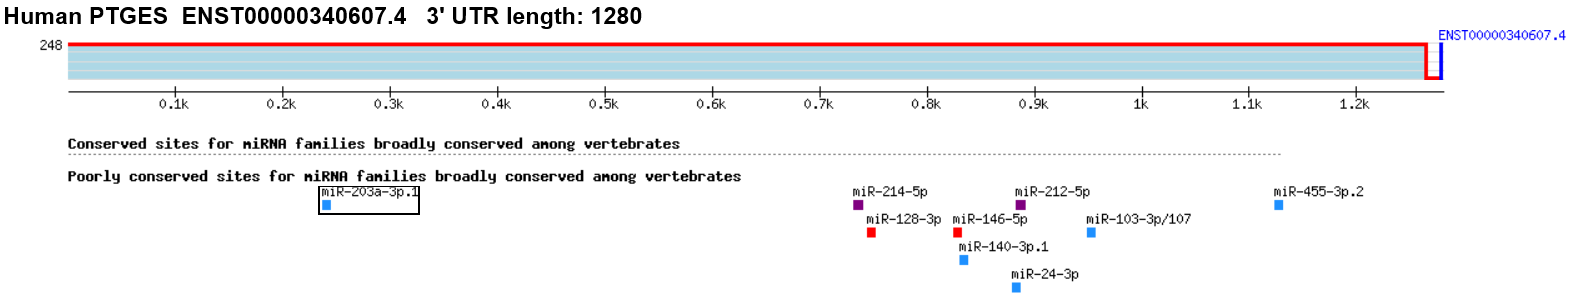 Human PTGES ENST00000340607.4 3' UTR length: 1280
ENST00000340607.4
248
0.1k 0.2k 0.3k 0.4k 0.5k 0.6k 0.7k 0.8k 0.9k 1k 1.1k 1.2k
Conserved sites for miRNA families broadly conserved among vertebrates
Poorly conserved sites for miRNA families broadly conserved among vertebrates
miR-203a-3p.1 miR-214-5p miR-212-5p miR-455-3p.2
miR-128-3p miR-146-5p miR-103-3p/107
miR-140-3p.1
miR-24-3p